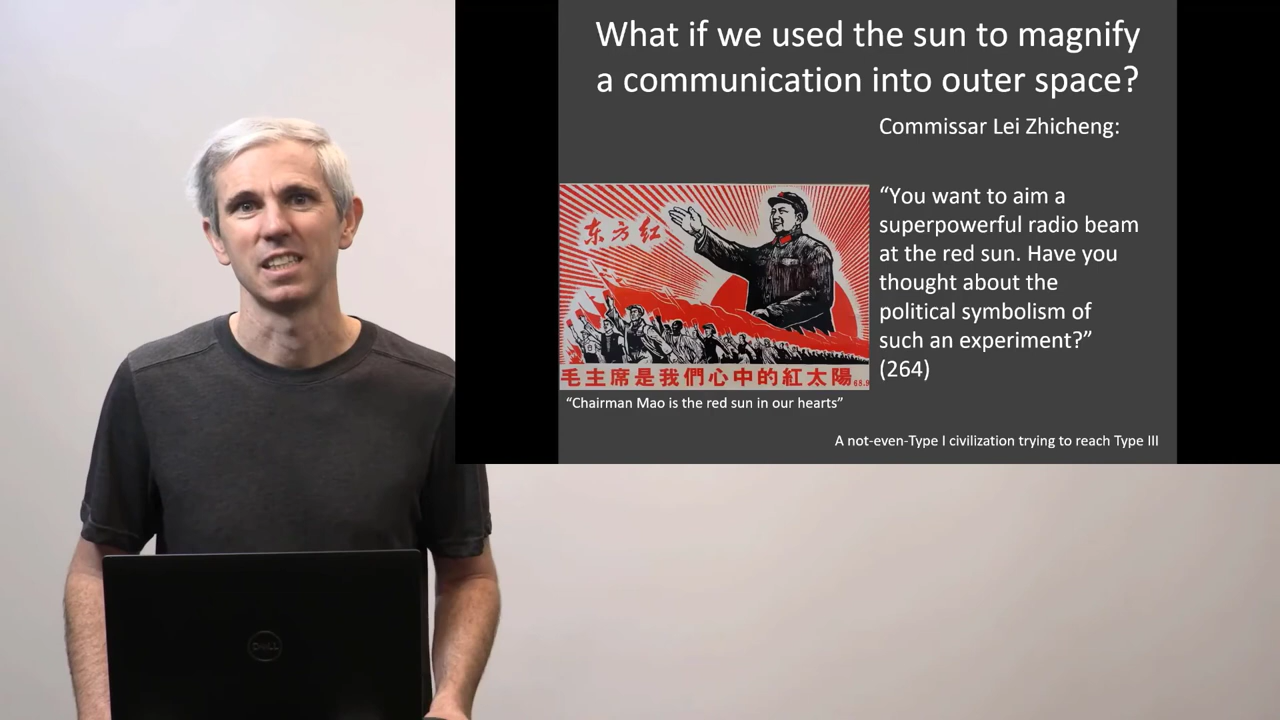 What if we used the sun to magnify
a communication into outer space?
Commissar Lei Zhicheng:
东方红
毛主席是我們心中的紅太陽 68.9
“Chairman Mao is the red sun in our hearts”
“You want to aim a
superpowerful radio beam
at the red sun. Have you
thought about the
political symbolism of
such an experiment?”
(264)
A not-even-Type I civilization trying to reach Type III
DELL